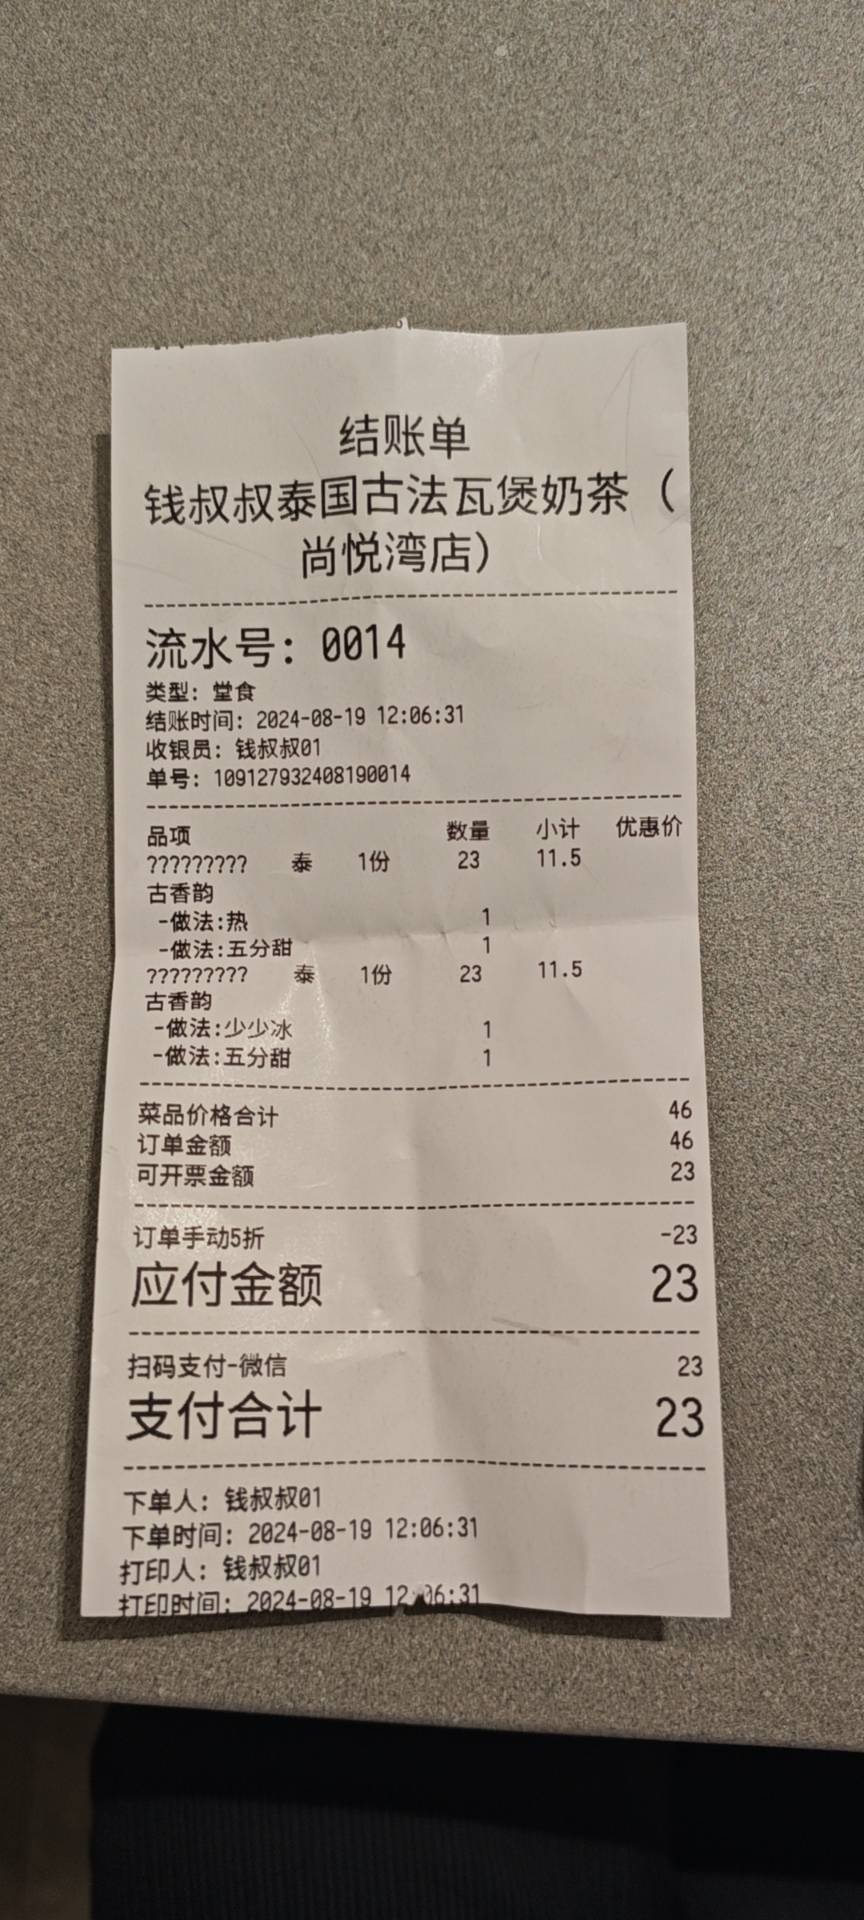 结账单
钱叔叔泰国古法瓦煲奶茶（
尚悦湾店）
流水号：0014
类型：堂食
结账时间：2024-08-19 12:06:31
收银员：钱叔叔01
单号：109127932408190014
品项 数量 小计 优惠价
????????? 泰 1份 23 11.5
古香韵
-做法:热 1
-做法:五分甜 1
????????? 泰 1份 23 11.5
古香韵
-做法:少少冰 1
-做法:五分甜 1
菜品价格合计 46
订单金额 46
可开票金额 23
订单手动5折 -23
应付金额 23
扫码支付-微信 23
支付合计 23
下单人：钱叔叔01
下单时间：2024-08-19 12:06:31
打印人：钱叔叔01
打印时间：2024-08-19 12:06:31